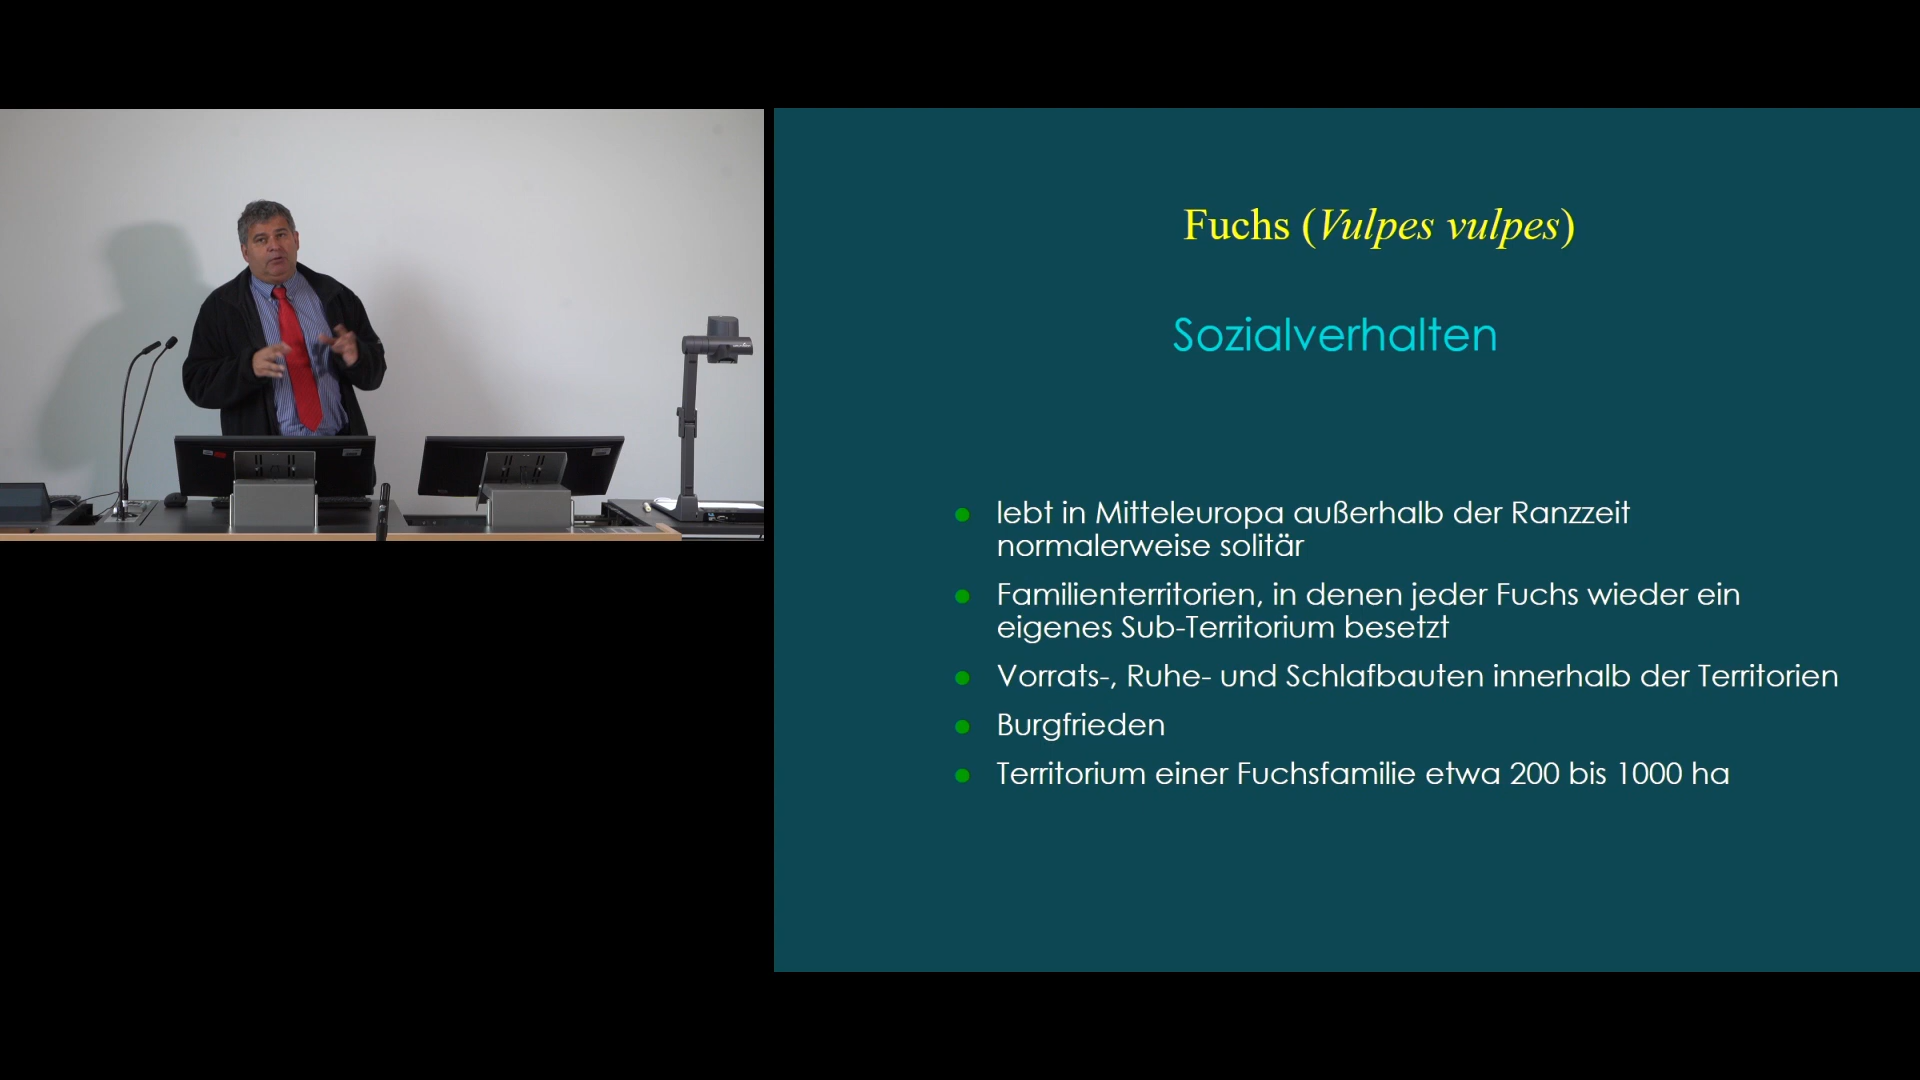 Fuchs (Vulpes vulpes)
Sozialverhalten
lebt in Mitteleuropa außerhalb der Ranzzeit
normalerweise solitär
Familienterritorien, in denen jeder Fuchs wieder ein
eigenes Sub-Territorium besetzt
Vorrats-, Ruhe- und Schlafbauten innerhalb der Territorien
Burgfrieden
Territorium einer Fuchsfamilie etwa 200 bis 1000 ha